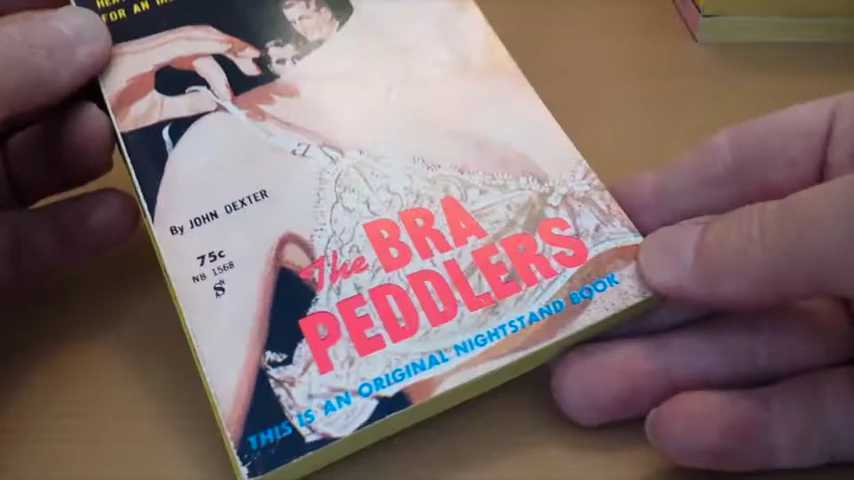 FOR AN
By JOHN DEXTER
75c
NB 1568
The
BRA
PEDDLERS
THIS IS AN ORIGINAL NIGHTSTAND BOOK